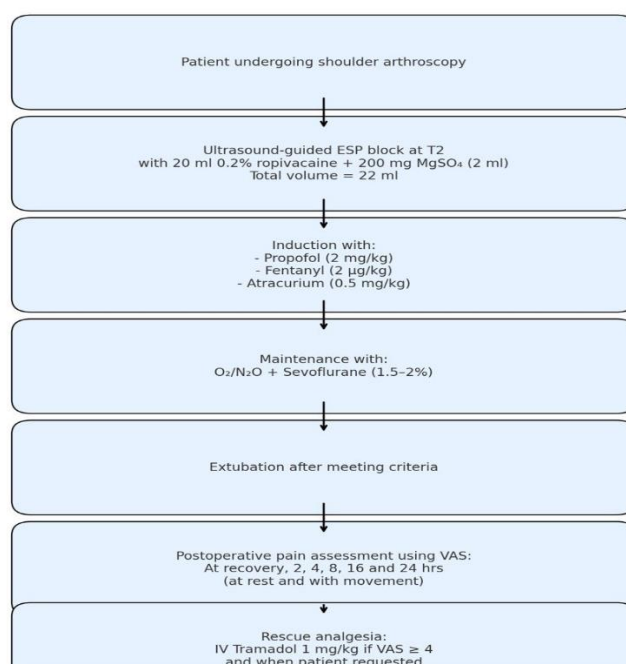 Patient undergoing shoulder arthroscopy
Ultrasound-guided ESP block at T2
with 20 ml 0.2% ropivacaine + 200 mg MgSO₄ (2 ml)
Total volume = 22 ml
Induction with:
- Propofol (2 mg/kg)
- Fentanyl (2 µg/kg)
- Atracurium (0.5 mg/kg)
Maintenance with:
O₂/N₂O + Sevoflurane (1.5–2%)
Extubation after meeting criteria
Postoperative pain assessment using VAS:
At recovery, 2, 4, 8, 16 and 24 hrs
(at rest and with movement)
Rescue analgesia:
IV Tramadol 1 mg/kg if VAS ≥ 4
and when patient requested